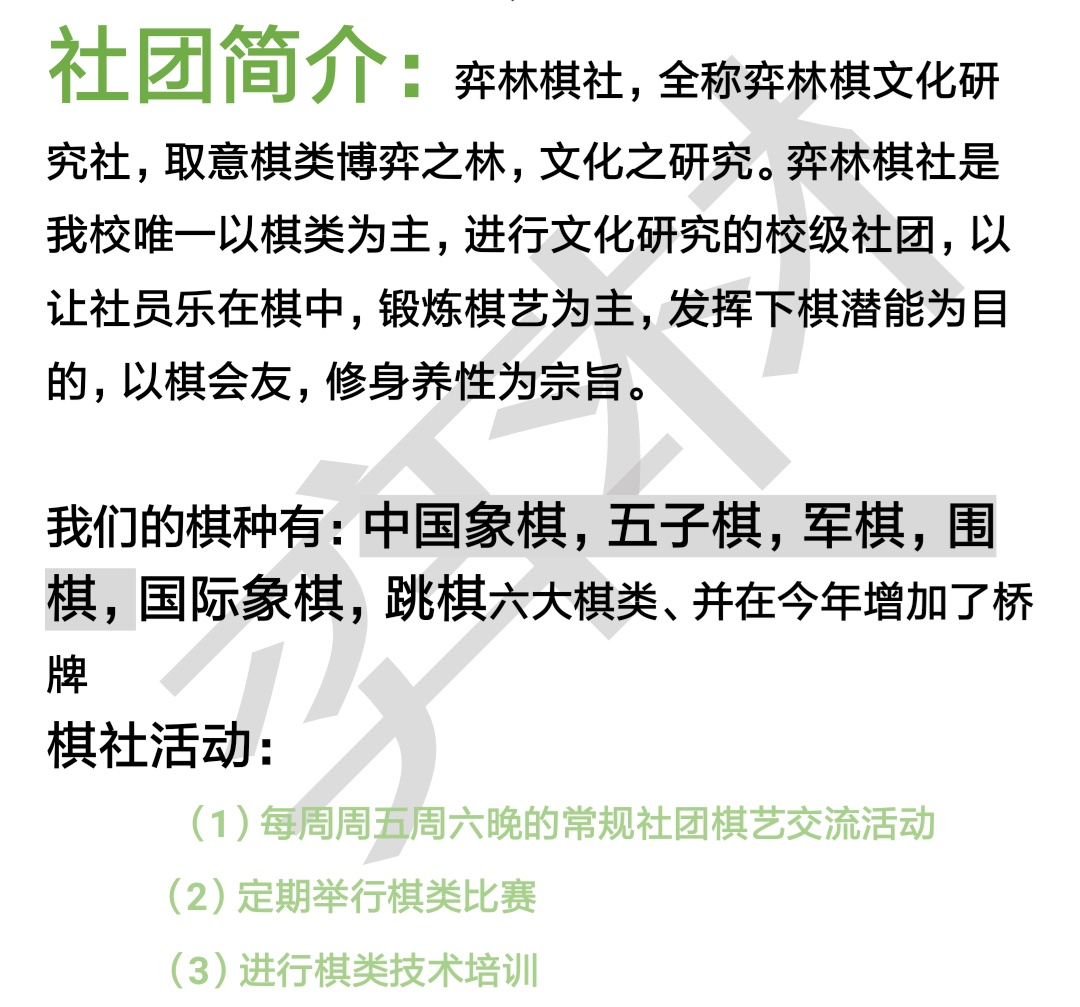 社团简介：弈林棋社，全称弈林棋文化研
究社，取意棋类博弈之林，文化之研究。弈林棋社是
我校唯一以棋类为主，进行文化研究的校级社团，以
让社员乐在棋中，锻炼棋艺为主，发挥下棋潜能为目
的，以棋会友，修身养性为宗旨。
我们的棋种有：中国象棋，五子棋，军棋，围
棋，国际象棋，跳棋六大棋类、并在今年增加了桥
牌
棋社活动：
（1）每周周五周六晚的常规社团棋艺交流活动
（2）定期举行棋类比赛
（3）进行棋类技术培训
弈林